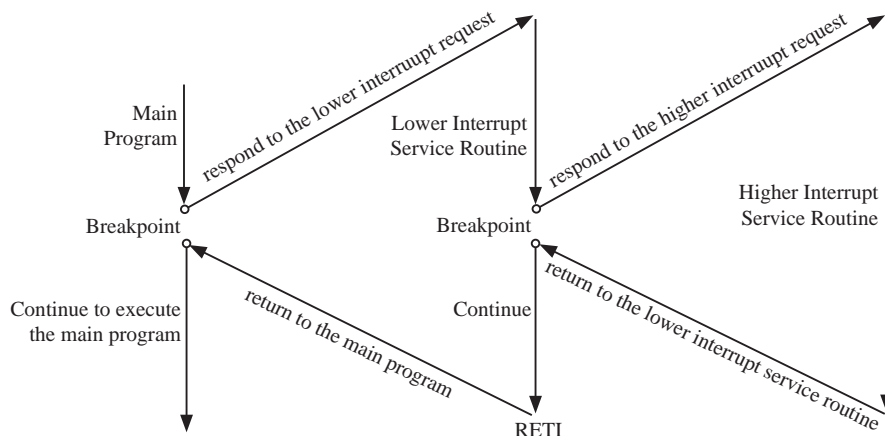 respond to the lower interruupt request
Main
Program
Lower Interrupt
Service Routine
respond to the higher interruupt request
Higher Interrupt
Service Routine
Breakpoint
Breakpoint
Continue to execute
the main program
return to the main program
Continue
return to the lower interrupt service routine
RETI